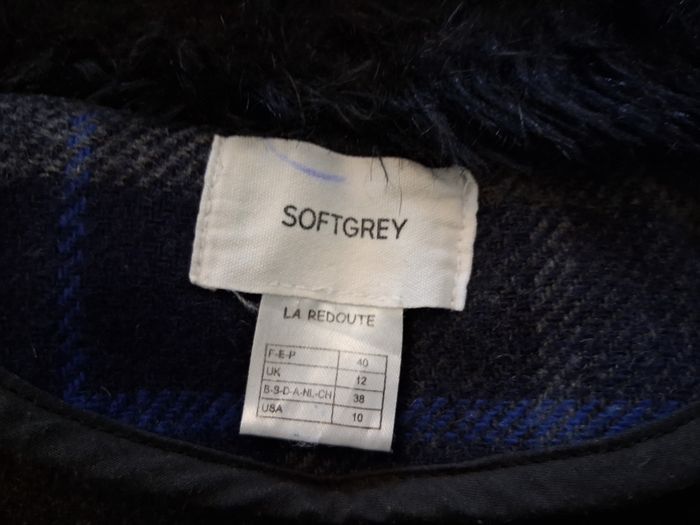 SOFTGREY
LA REDOUTE
F-E-P 40
UK 12
B-S-D-A-NL-CH 38
USA 10